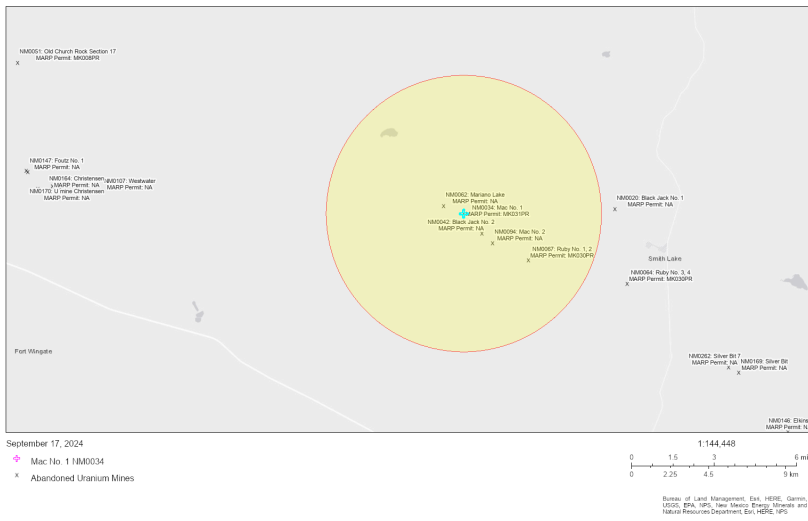 NM0051: Old Church Rock Section 17
MARP Permit: MK008PR
NM0147: Foutz No. 1
MARP Permit: NA
NM0164: Christensen
MARP Permit: NA
NM0107: Westwater
MARP Permit: NA
NM0170: U mine Christensen
MARP Permit: NA
NM0062: Mariano Lake
MARP Permit: NA
NM0034: Mac No. 1
MARP Permit: MK031PR
NM0042: Black Jack No. 2
MARP Permit: NA
NM0094: Mac No. 2
MARP Permit: NA
NM0067: Ruby No. 1, 2
MARP Permit: MK030PR
NM0020: Black Jack No. 1
MARP Permit: NA
Smith Lake
NM0064: Ruby No. 3, 4
MARP Permit: MK030PR
Fort Wingate
NM0262: Silver Bit 7
MARP Permit: NA
NM0169: Silver Bit
MARP Permit: NA
NM0146: Elkins
MARP Permit: N
September 17, 2024
Mac No. 1 NM0034
x Abandoned Uranium Mines
1:144,448
0 1.5 3 6 mi
0 2.25 4.5 9 km
Bureau of Land Management, Esri, HERE, Garmin,
USGS, EPA, NPS, New Mexico Energy Minerals and
Natural Resources Department, Esri, HERE, NPS